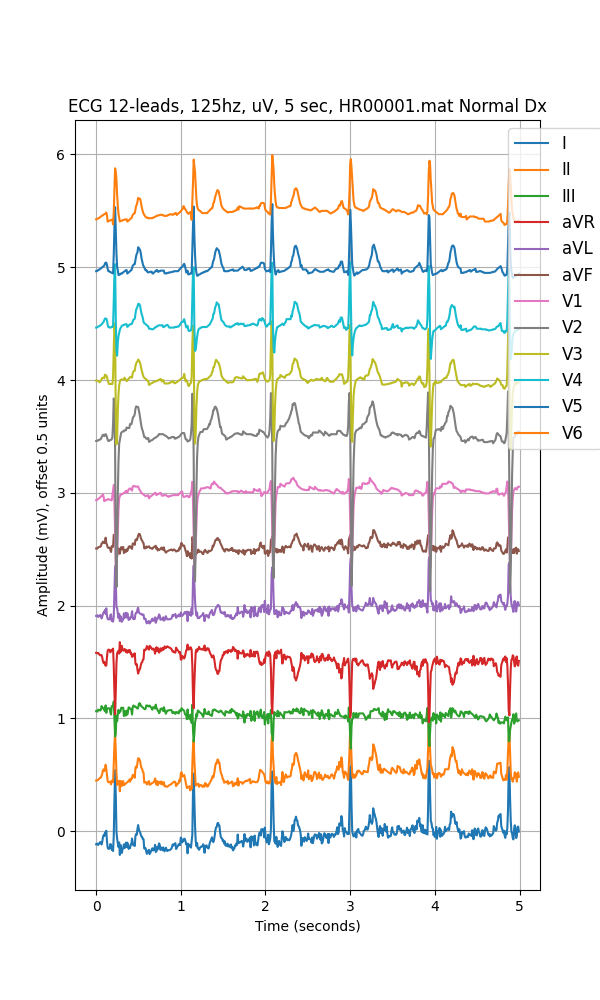 ECG 12-leads, 125hz, uV, 5 sec, HR00001.mat Normal Dx
6
5
4
3
2
1
0
Amplitude (mV), offset 0.5 units
I
II
III
aVR
aVL
aVF
V1
V2
V3
V4
V5
V6
0 1 2 3 4 5
Time (seconds)